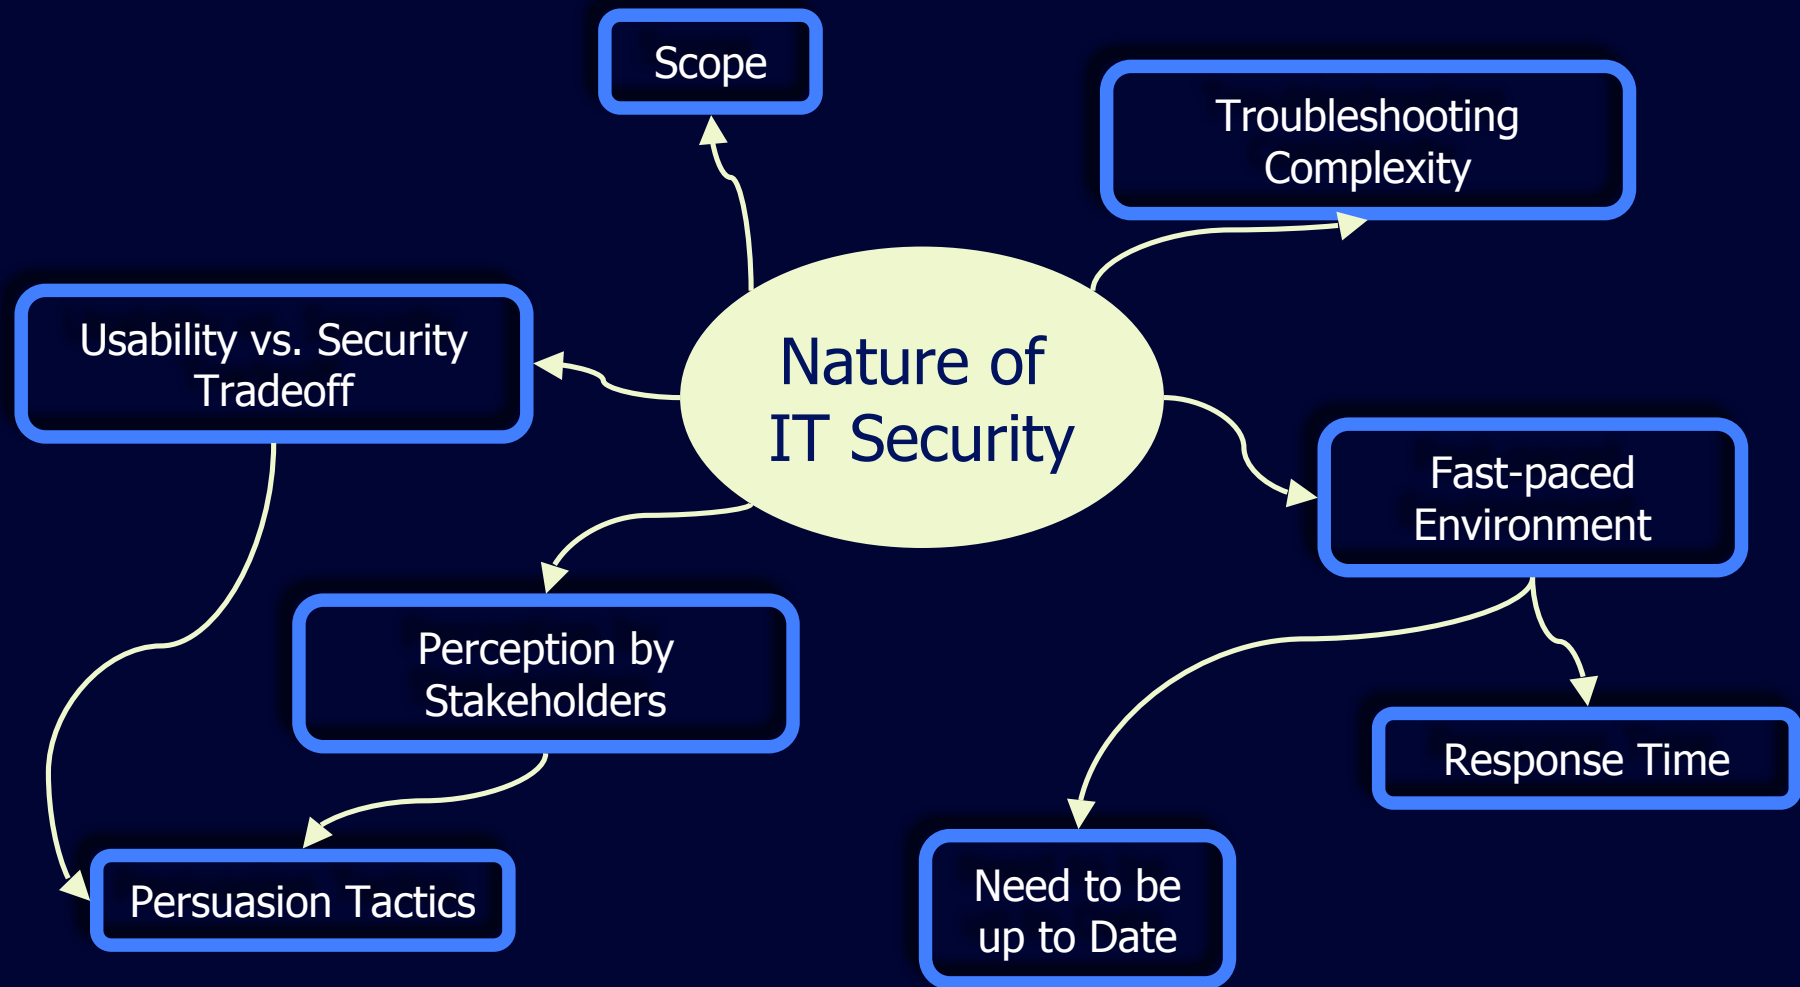 Scope
Troubleshooting
Complexity
Usability vs. Security
Tradeoff
Nature of
IT Security
Fast-paced
Environment
Perception by
Stakeholders
Response Time
Persuasion Tactics
Need to be
up to Date